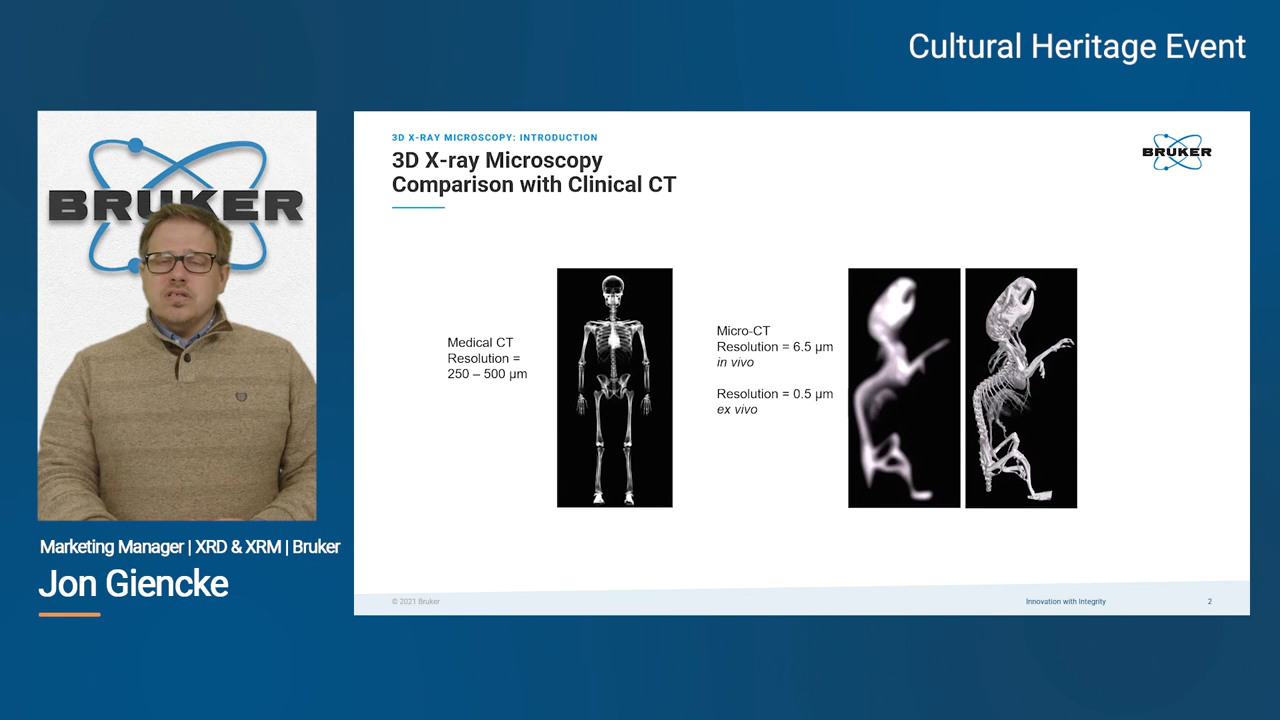 Cultural Heritage Event
BRUKER
Marketing Manager | XRD & XRM | Bruker
Jon Giencke
3D X-RAY MICROSCOPY: INTRODUCTION
3D X-ray Microscopy
Comparison with Clinical CT
BRUKER
Medical CT
Resolution =
250 – 500 µm
Micro-CT
Resolution = 6.5 µm
in vivo
Resolution = 0.5 µm
ex vivo
© 2021 Bruker
Innovation with Integrity
2